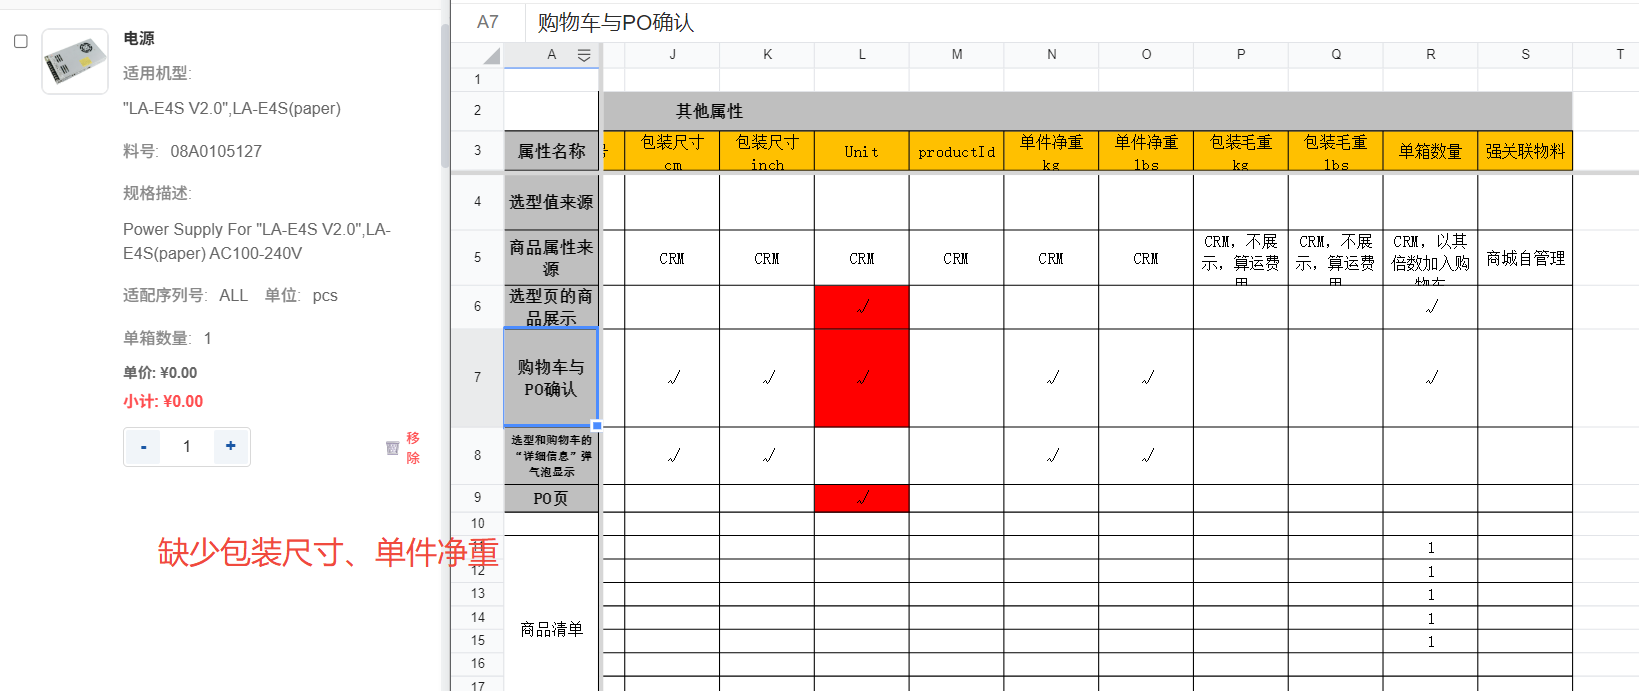 电源
适用机型:
"LA-E4S V2.0",LA-E4S(paper)
料号: 08A0105127
规格描述:
Power Supply For "LA-E4S V2.0",LA-
E4S(paper) AC100-240V
适配序列号: ALL 单位: pcs
单箱数量: 1
单价: ¥0.00
小计: ¥0.00
- 1 +
移
除
缺少包装尺寸、单件净重
A7 购物车与PO确认
A J K L M N O P Q R S T
1
2 其他属性
3 属性名称 号 包装尺寸 cm 包装尺寸 inch Unit productId 单件净重 kg 单件净重 lbs 包装毛重 kg 包装毛重 lbs 单箱数量 强关联物料
4 选型值来源
5 商品属性来源 CRM CRM CRM CRM CRM CRM CRM, 不展示, 算运费用 CRM, 不展示, 算运费用 CRM, 以其倍数加入购物车 商城自管理
6 选型页的商品展示 √ √
7 购物车与PO确认 √ √ √ √ √ √
8 选型和购物车的“详细信息”弹气泡显示 √ √ √ √
9 PO页 √
10
11 1
12 1
13 1
14 1
15 商品清单 1
16
17